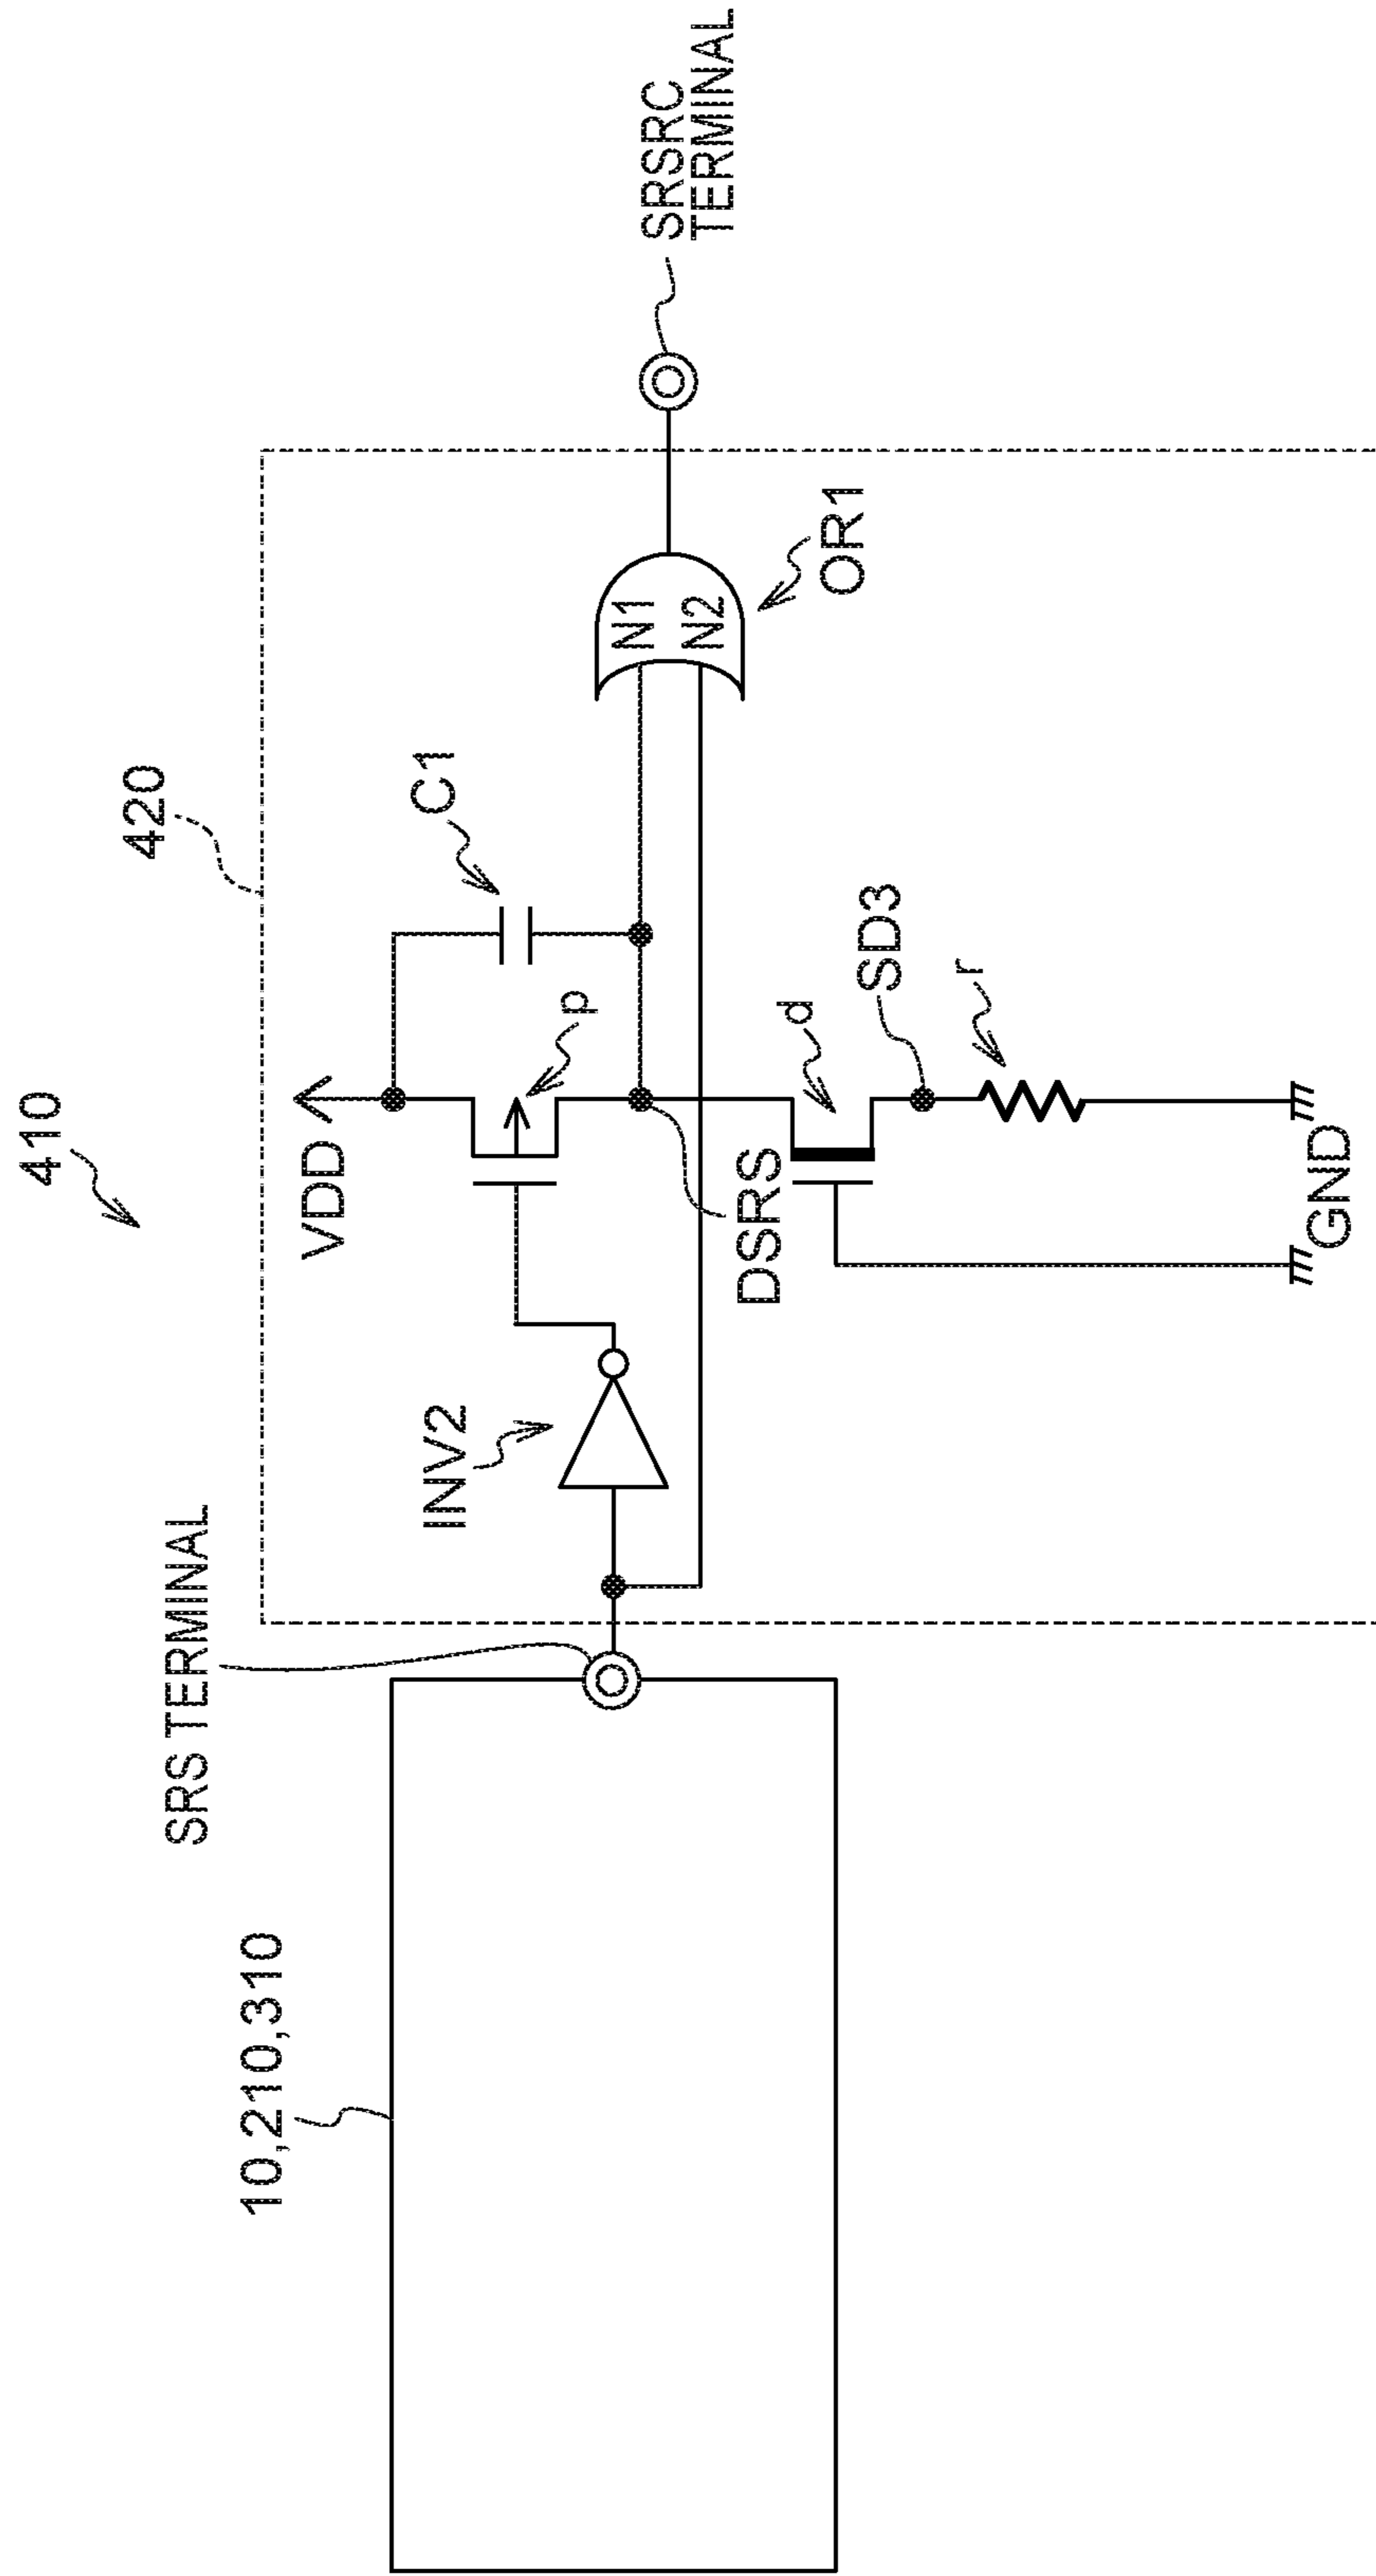 410
420
10,210,310
SRS TERMINAL
INV2
VDD
p
C1
N1
N2
OR1
SRSRC
TERMINAL
DSRS
d
SD3
r
GND